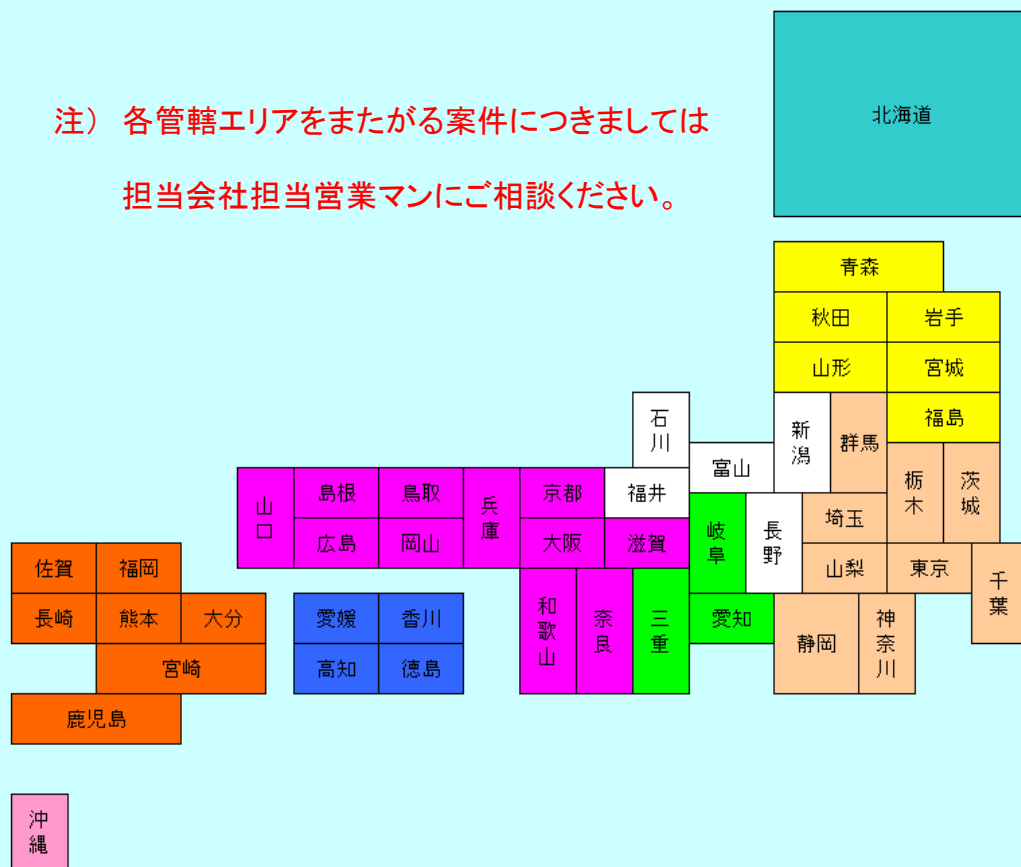 注） 各管轄エリアをまたがる案件につきましては
担当会社担当営業マンにご相談ください。
北海道
青森
秋田
岩手
山形
宮城
福島
石川
新潟
群馬
富山
栃木
茨城
山口
島根
鳥取
兵庫
京都
福井
岐阜
長野
埼玉
広島
岡山
大阪
滋賀
山梨
東京
千葉
佐賀
福岡
長崎
熊本
大分
愛媛
香川
和歌山
奈良
三重
愛知
静岡
神奈川
宮崎
高知
徳島
鹿児島
沖縄